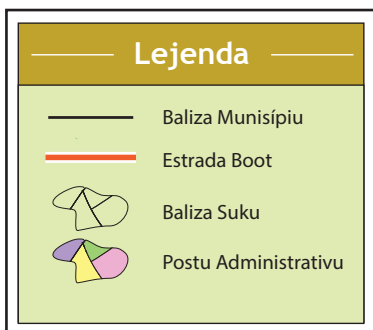 Lejenda
Baliza Munisípiu
Estrada Boot
Baliza Suku
Postu Administrativu